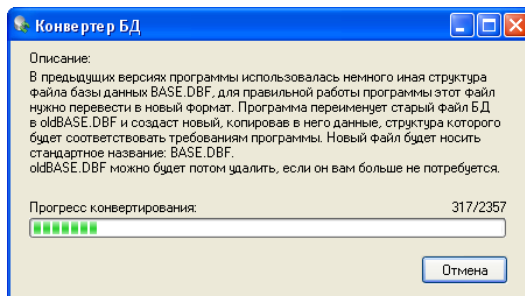 Конвертер БД
Описание:
В предыдущих версиях программы использовалась немного иная структура
файла базы данных BASE.DBF, для правильной работы программы этот файл
нужно перевести в новый формат. Программа переименует старый файл БД
в oldBASE.DBF и создаст новый, копировав в него данные, структура которого
будет соответствовать требованиям программы. Новый файл будет носить
стандартное название: BASE.DBF.
oldBASE.DBF можно будет потом удалить, если он вам больше не потребуется.
Прогресс конвертирования: 317/2357
Отмена